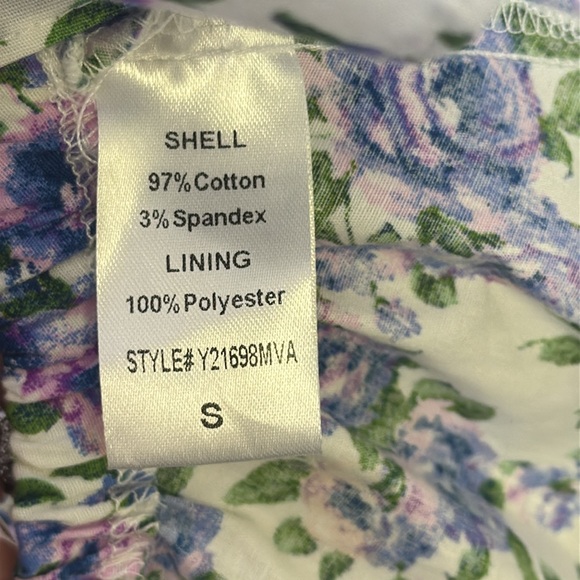 SHELL
97% Cotton
3% Spandex
LINING
100% Polyester
STYLE# Y21698MVA
S